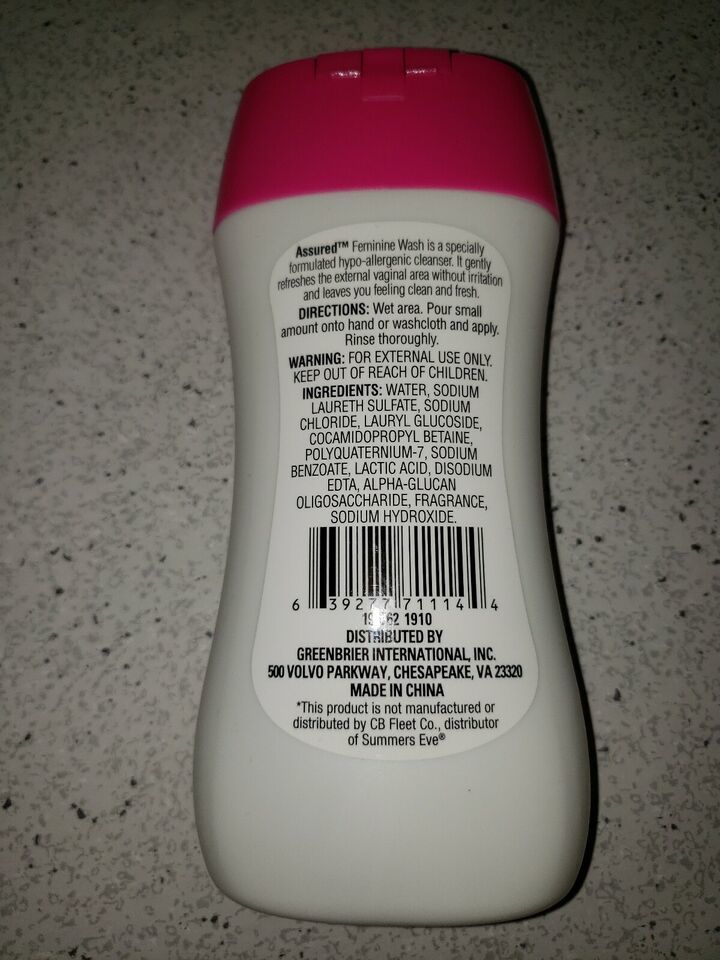 Assured™ Feminine Wash is a specially
formulated hypo-allergenic cleanser. It gently
refreshes the external vaginal area without irritation
and leaves you feeling clean and fresh.
DIRECTIONS: Wet area. Pour small
amount onto hand or washcloth and apply.
Rinse thoroughly.
WARNING: FOR EXTERNAL USE ONLY.
KEEP OUT OF REACH OF CHILDREN.
INGREDIENTS: WATER, SODIUM
LAURETH SULFATE, SODIUM
CHLORIDE, LAURYL GLUCOSIDE,
COCAMIDOPROPYL BETAINE,
POLYQUATERNIUM-7, SODIUM
BENZOATE, LACTIC ACID, DISODIUM
EDTA, ALPHA-GLUCAN
OLIGOSACCHARIDE, FRAGRANCE,
SODIUM HYDROXIDE.
6 39277 71114 4
1910
DISTRIBUTED BY
GREENBRIER INTERNATIONAL, INC.
500 VOLVO PARKWAY, CHESAPEAKE, VA 23320
MADE IN CHINA
*This product is not manufactured or
distributed by CB Fleet Co., distributor
of Summers Eve®